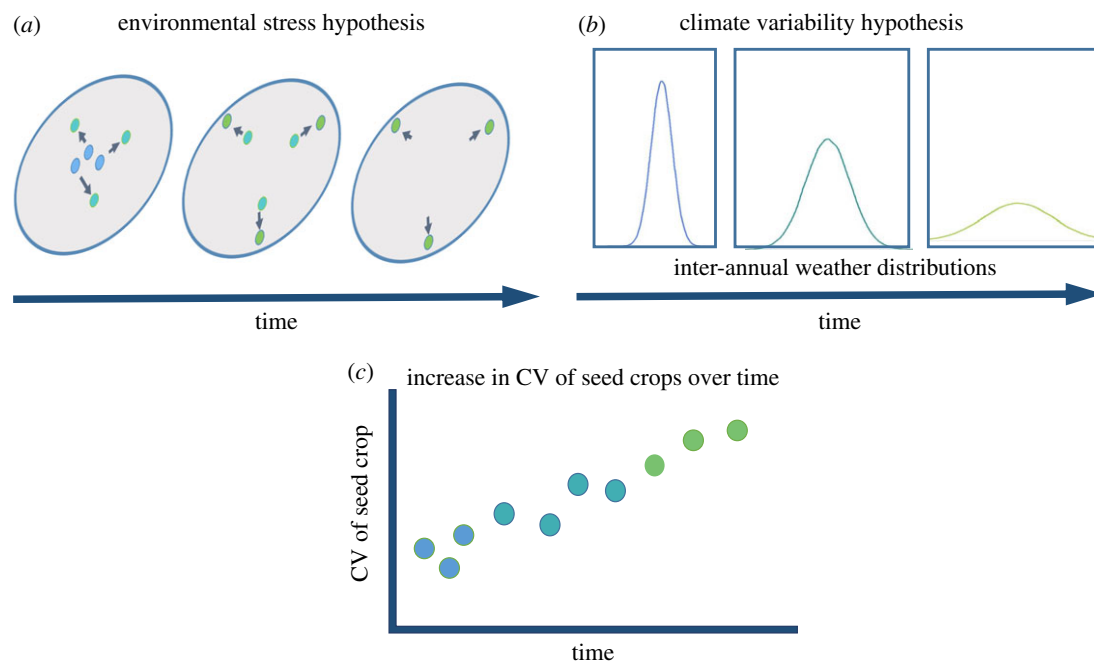 (a) environmental stress hypothesis
(b) climate variability hypothesis
inter-annual weather distributions
time
time
(c) increase in CV of seed crops over time
CV of seed crop
time